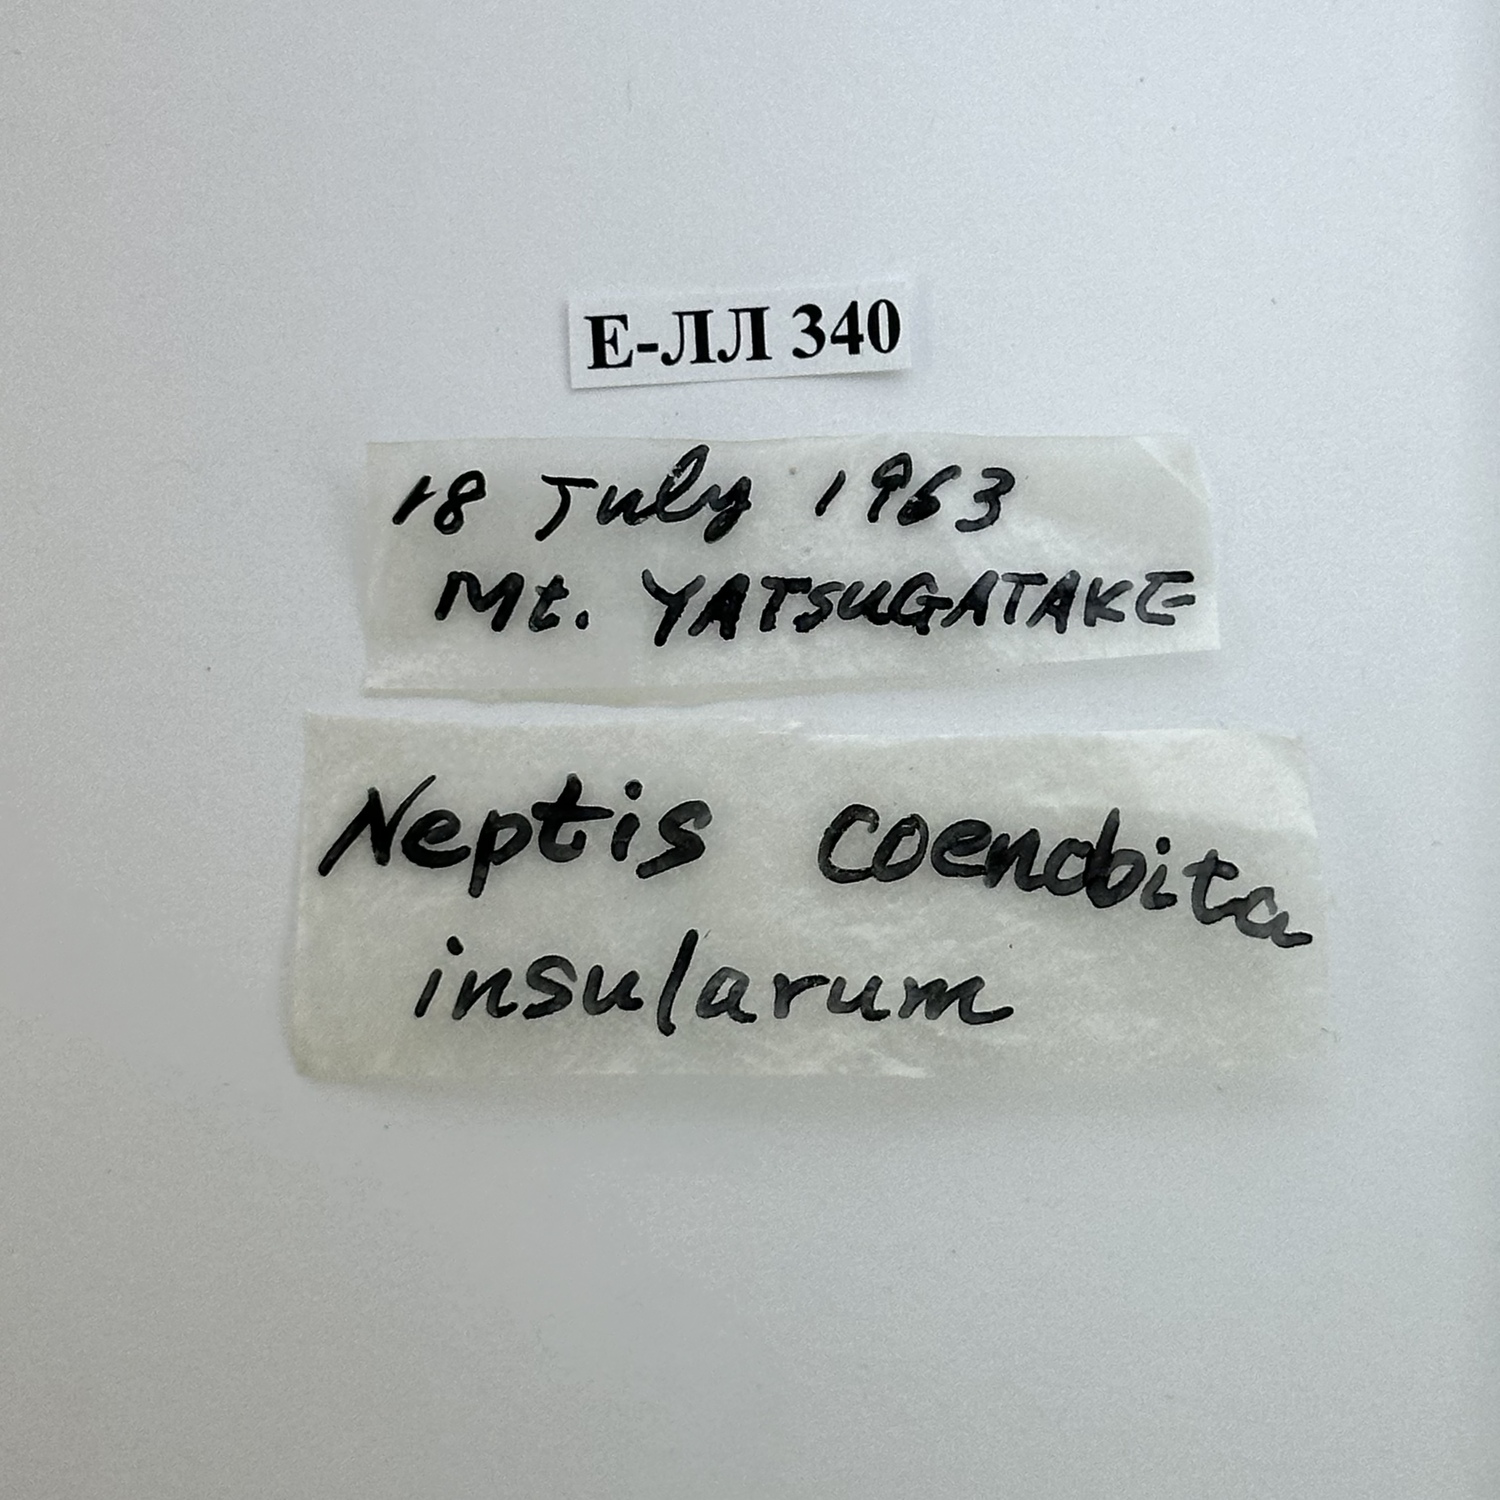 Е-ЛЛ 340
18 July 1963
Mt. YATSUGATAKE
Neptis coenobita
insularum